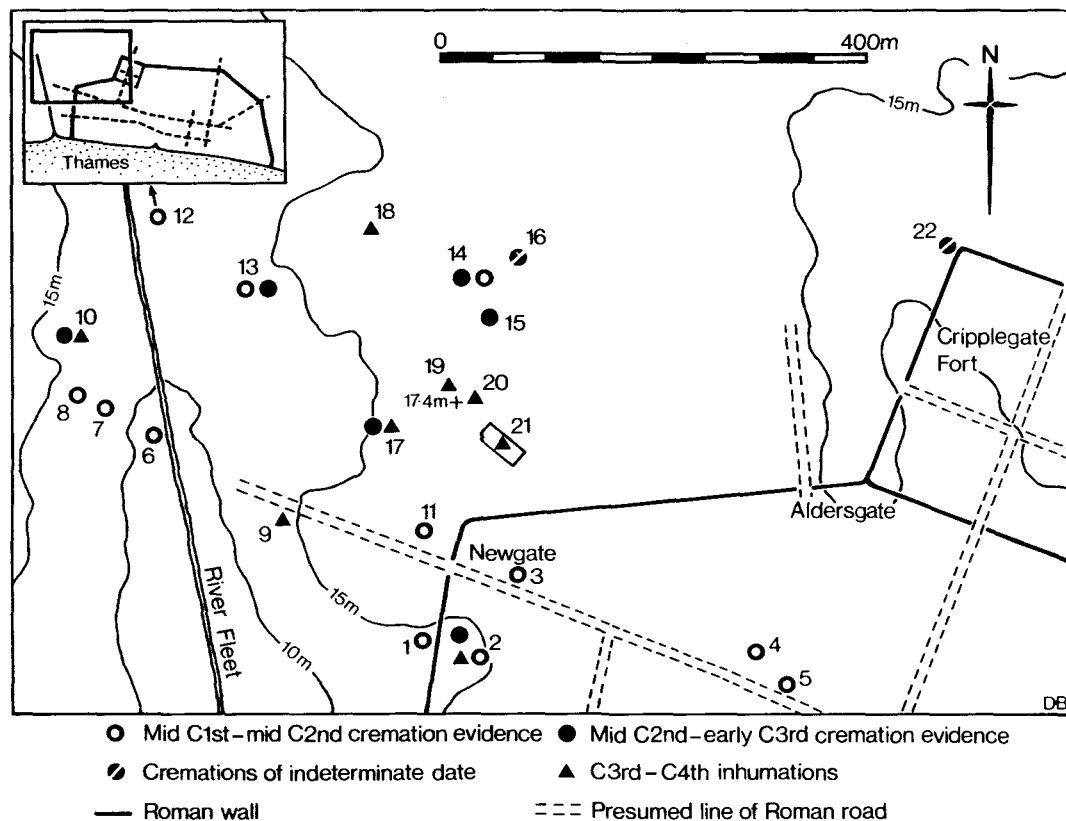 Thames
0 400m
N
15m
12
18
16
22
13
14
15m
10
15
Cripplegate
Fort
19
20
17·4m+
8
7
21
6
17
Aldersgate
9
11
Newgate
3
River Fleet
15m
10m
1
2
4
5
DB
Mid C1st–mid C2nd cremation evidence
Mid C2nd–early C3rd cremation evidence
Cremations of indeterminate date
C3rd–C4th inhumations
Roman wall
Presumed line of Roman road